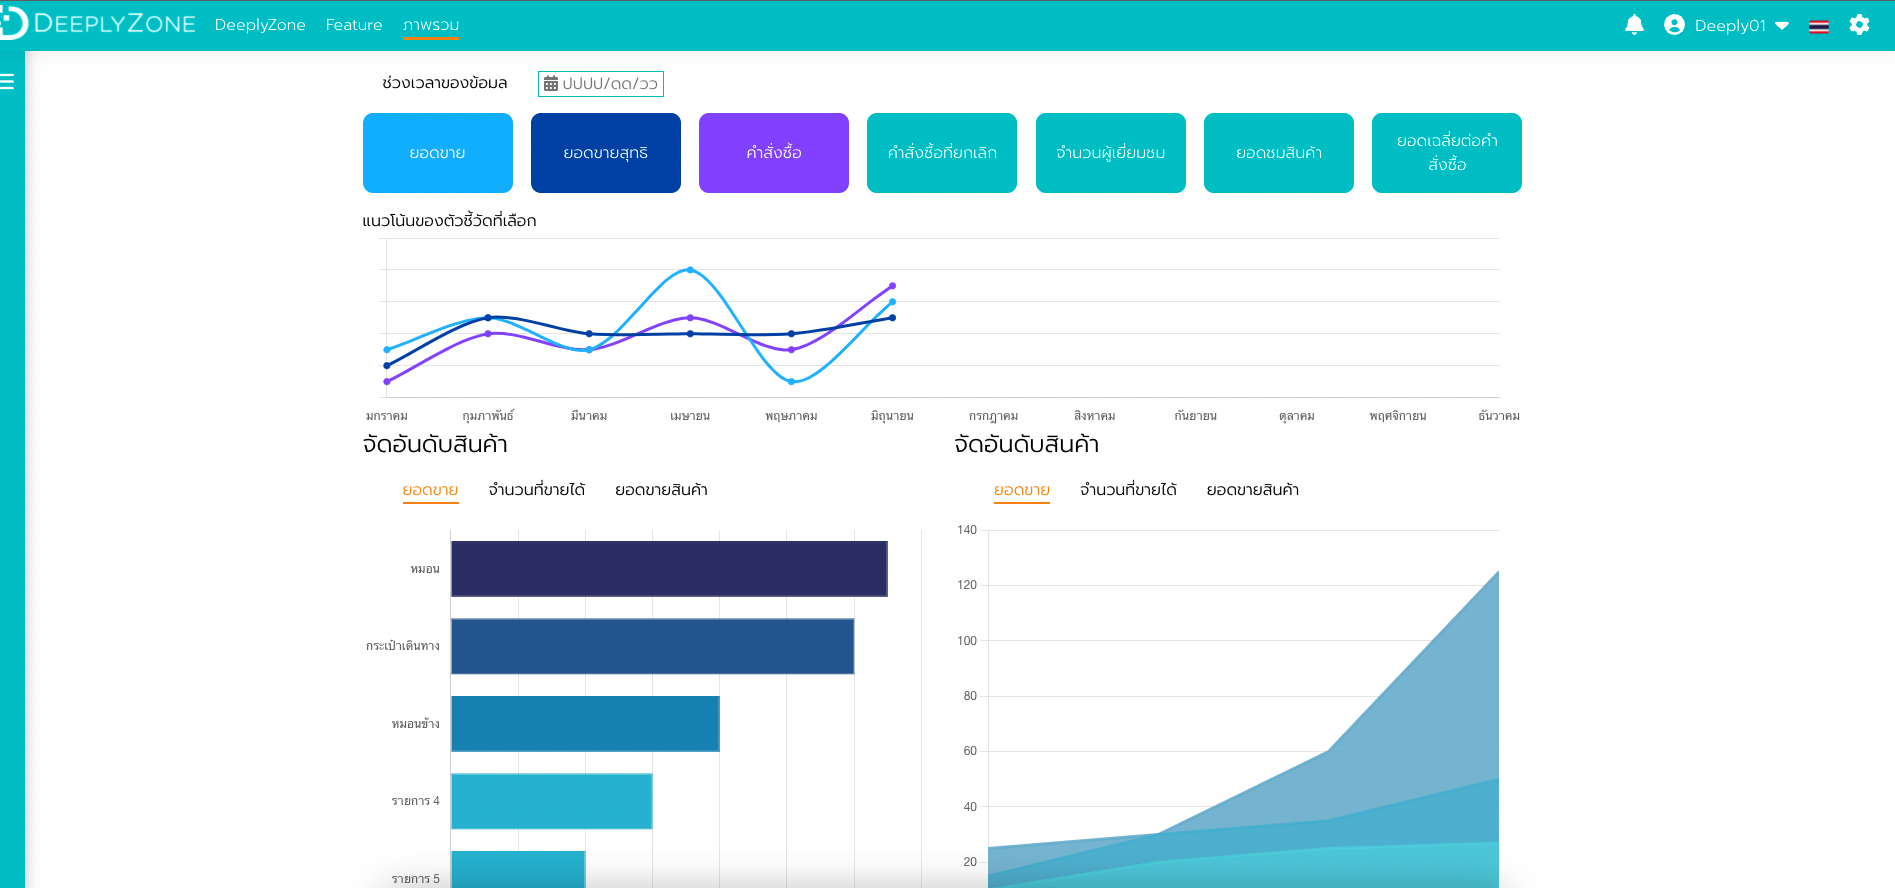 DEEPLYZONE DeeplyZone Feature ภาพรวม Deeply01
ช่วงเวลาของข้อมูล ปปปป/ดด/วว
ยอดขาย ยอดขายสุทธิ คำสั่งซื้อ คำสั่งซื้อที่ยกเลิก จำนวนผู้เยี่ยมชม ยอดชมสินค้า ยอดเฉลี่ยต่อคำ
สั่งซื้อ
แนวโน้มของตัวชี้วัดที่เลือก
มกราคม กุมภาพันธ์ มีนาคม เมษายน พฤษภาคม มิถุนายน กรกฎาคม สิงหาคม กันยายน ตุลาคม พฤศจิกายน ธันวาคม
จัดอันดับสินค้า
ยอดขาย จำนวนที่ขายได้ ยอดขายสินค้า
หมอน
กระเป๋าเดินทาง
หมอนข้าง
รายการ 4
รายการ 5
จัดอันดับสินค้า
ยอดขาย จำนวนที่ขายได้ ยอดขายสินค้า
140
120
100
80
60
40
20